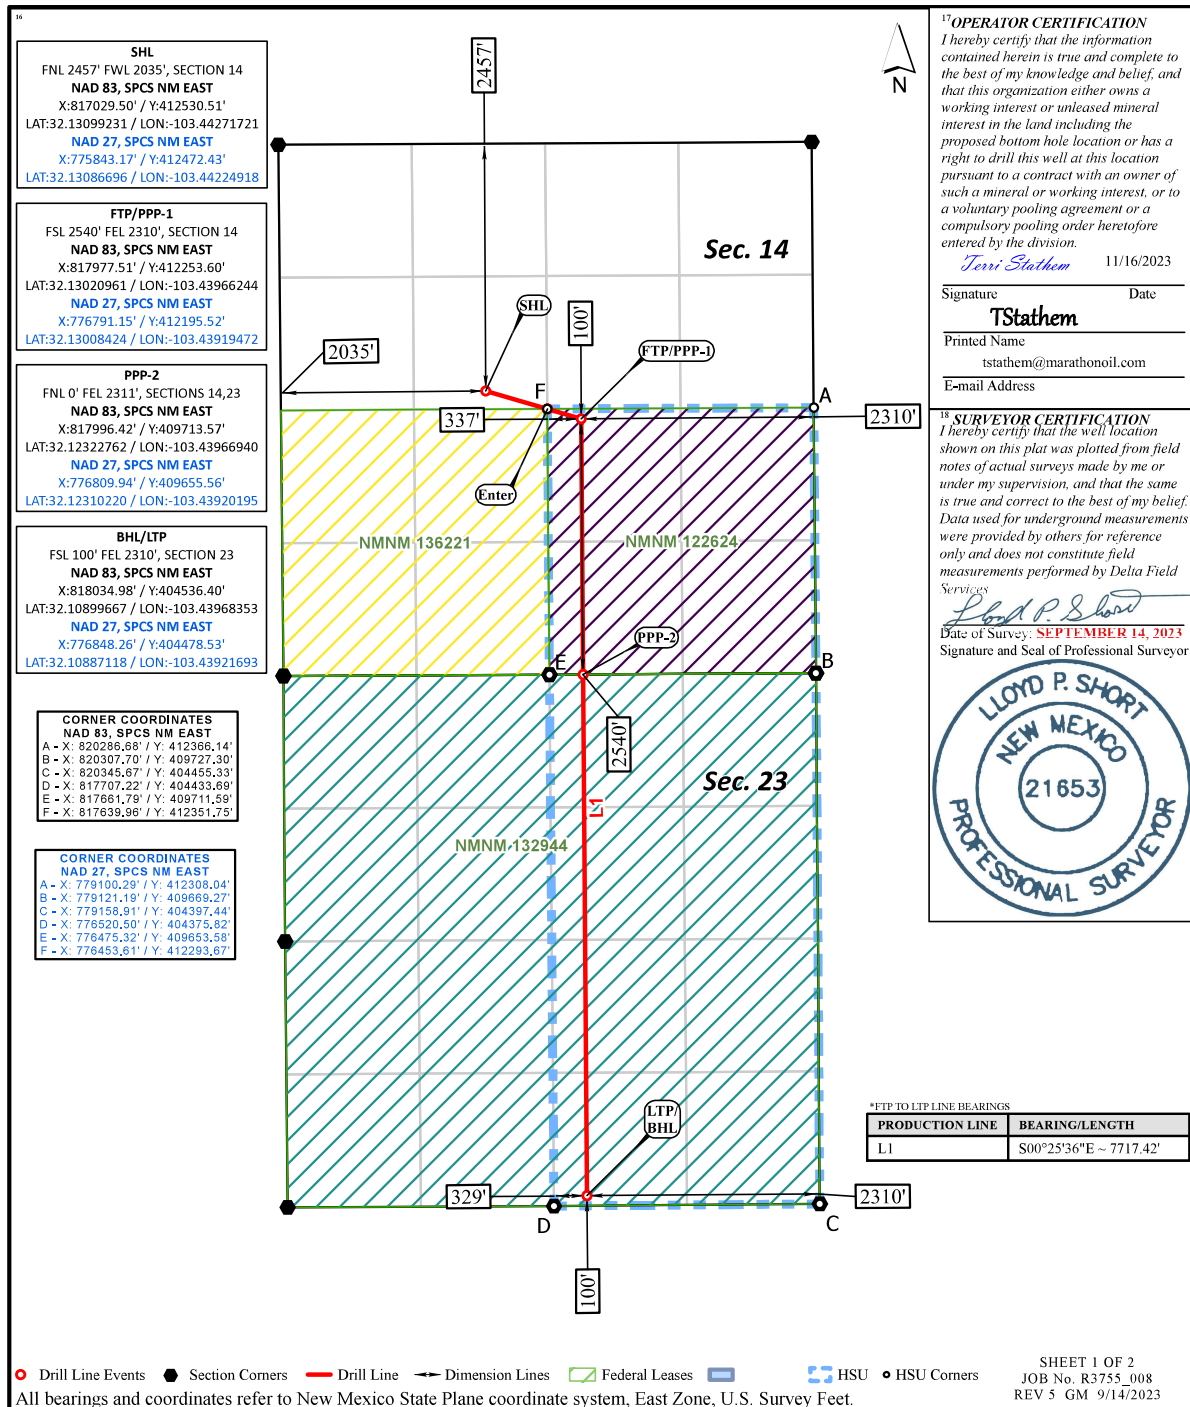 16
SHL
FNL 2457' FWL 2035', SECTION 14
NAD 83, SPCS NM EAST
X:817029.50' / Y:412530.51'
LAT:32.13099231 / LON:-103.44271721
NAD 27, SPCS NM EAST
X:775843.17' / Y:412472.43'
LAT:32.13086696 / LON:-103.44224918
FTP/PPP-1
FSL 2540' FEL 2310', SECTION 14
NAD 83, SPCS NM EAST
X:817977.51' / Y:412253.60'
LAT:32.13020961 / LON:-103.43966244
NAD 27, SPCS NM EAST
X:776791.15' / Y:412195.52'
LAT:32.13008424 / LON:-103.43919472
PPP-2
FNL 0' FEL 2311', SECTIONS 14,23
NAD 83, SPCS NM EAST
X:817996.42' / Y:409713.57'
LAT:32.12322762 / LON:-103.43966940
NAD 27, SPCS NM EAST
X:776809.94' / Y:409655.56'
LAT:32.12310220 / LON:-103.43920195
BHL/LTP
FSL 100' FEL 2310', SECTION 23
NAD 83, SPCS NM EAST
X:818034.98' / Y:404536.40'
LAT:32.10899667 / LON:-103.43968353
NAD 27, SPCS NM EAST
X:776848.26' / Y:404478.53'
LAT:32.10887118 / LON:-103.43921693
CORNER COORDINATES
NAD 83, SPCS NM EAST
A - X: 820286.68' / Y: 412366.14'
B - X: 820307.70' / Y: 409727.30'
C - X: 820345.67' / Y: 404455.33'
D - X: 817707.22' / Y: 404433.69'
E - X: 817661.79' / Y: 409711.59'
F - X: 817639.96' / Y: 412351.75'
CORNER COORDINATES
NAD 27, SPCS NM EAST
A - X: 779100.29' / Y: 412308.04'
B - X: 779121.19' / Y: 409669.27'
C - X: 779158.91' / Y: 404397.44'
D - X: 776520.50' / Y: 404375.82'
E - X: 776475.32' / Y: 409653.58'
F - X: 776453.61' / Y: 412293.67'
2457'
N
Sec. 14
SHL
100'
2035'
FTP/PPP-1
F
A
337'
2310'
Enter
NMNM 136221
NMNM 122624
PPP-2
E
B
2540'
Sec. 23
L1
NMNM 132944
LTP/
BHL
329'
2310'
D
C
100'
17 OPERATOR CERTIFICATION
I hereby certify that the information
contained herein is true and complete to
the best of my knowledge and belief, and
that this organization either owns a
working interest or unleased mineral
interest in the land including the
proposed bottom hole location or has a
right to drill this well at this location
pursuant to a contract with an owner of
such a mineral or working interest, or to
a voluntary pooling agreement or a
compulsory pooling order heretofore
entered by the division.
Terri Stathem 11/16/2023
Signature Date
TStathem
Printed Name
tstathem@marathonoil.com
E-mail Address
18 SURVEYOR CERTIFICATION
I hereby certify that the well location
shown on this plat was plotted from field
notes of actual surveys made by me or
under my supervision, and that the same
is true and correct to the best of my belief.
Data used for underground measurements
were provided by others for reference
only and does not constitute field
measurements performed by Delta Field
Services
Lloyd P. Short
Date of Survey: SEPTEMBER 14, 2023
Signature and Seal of Professional Surveyor
LLOYD P. SHORT
NEW MEXICO
21653
PROFESSIONAL SURVEYOR
*FTP TO LTP LINE BEARINGS
PRODUCTION LINE BEARING/LENGTH
L1 S00°25'36"E ~ 7717.42'
Drill Line Events Section Corners Drill Line Dimension Lines Federal Leases HSU HSU Corners
All bearings and coordinates refer to New Mexico State Plane coordinate system, East Zone, U.S. Survey Feet.
SHEET 1 OF 2
JOB No. R3755_008
REV 5 GM 9/14/2023